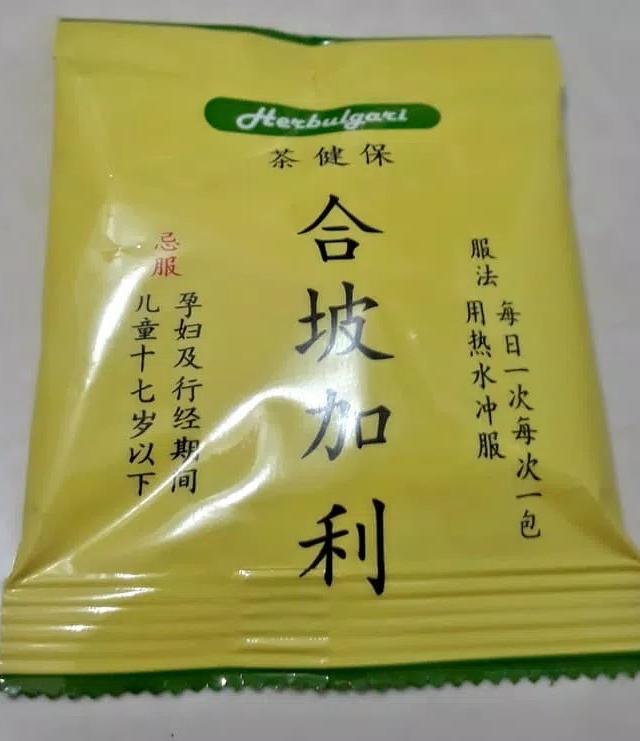 Herbulgari
茶健保
合坡加利
服法
每日一次每次一包
用热水冲服
忌服
孕妇及行经期间
儿童十七岁以下